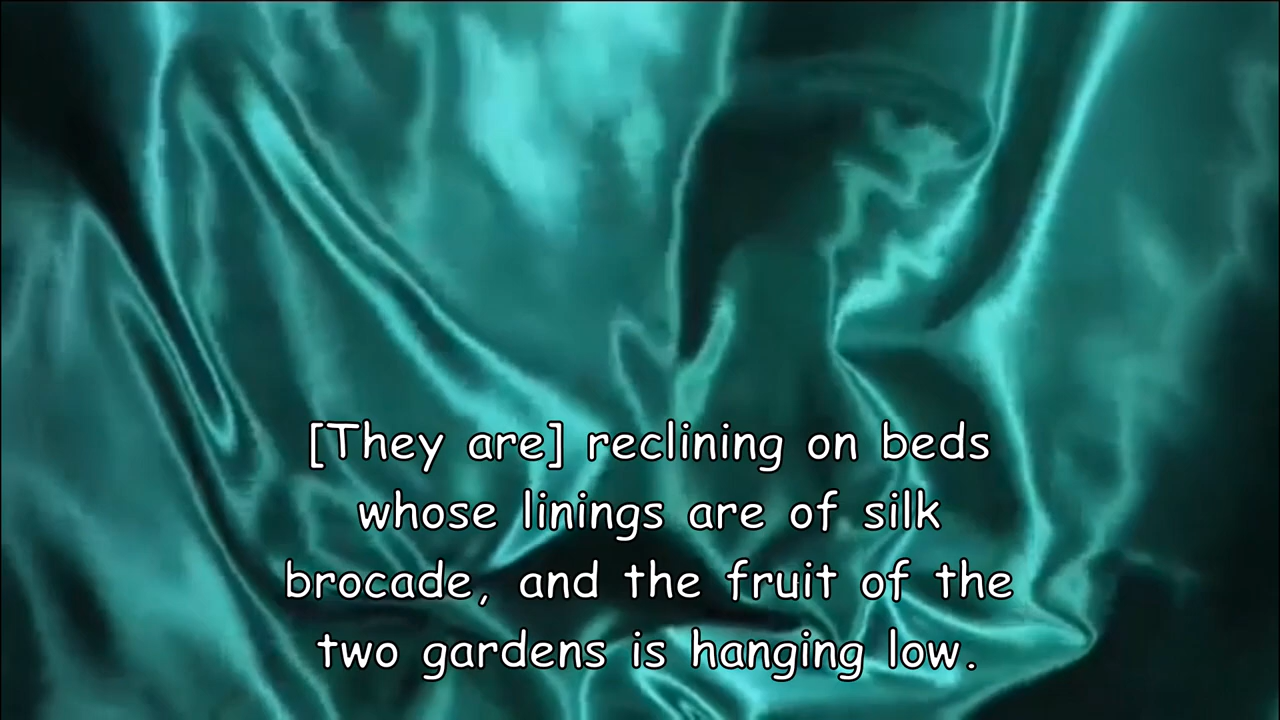 [They are] reclining on beds
whose linings are of silk
brocade, and the fruit of the
two gardens is hanging low.